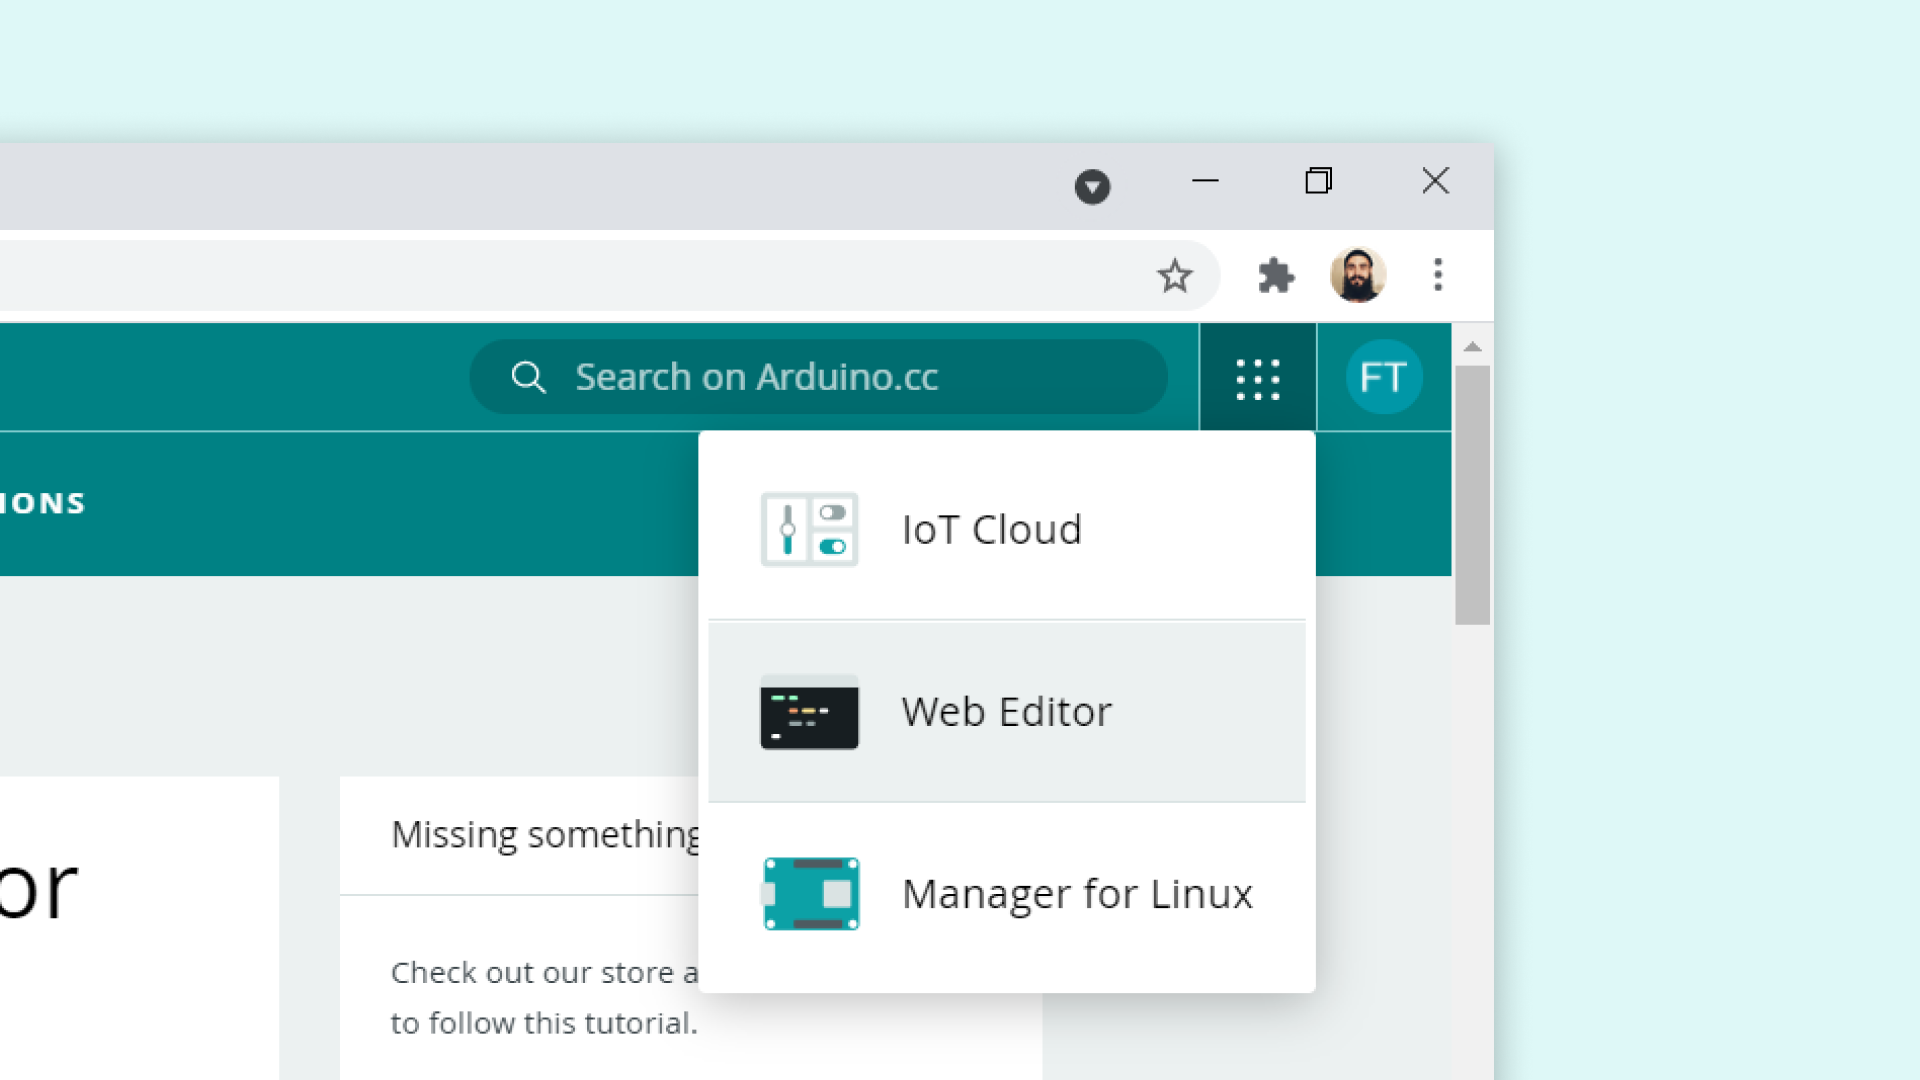 Search on Arduino.cc
FT
IONS
IoT Cloud
Web Editor
Manager for Linux
Missing something
or
Check out our store a
to follow this tutorial.